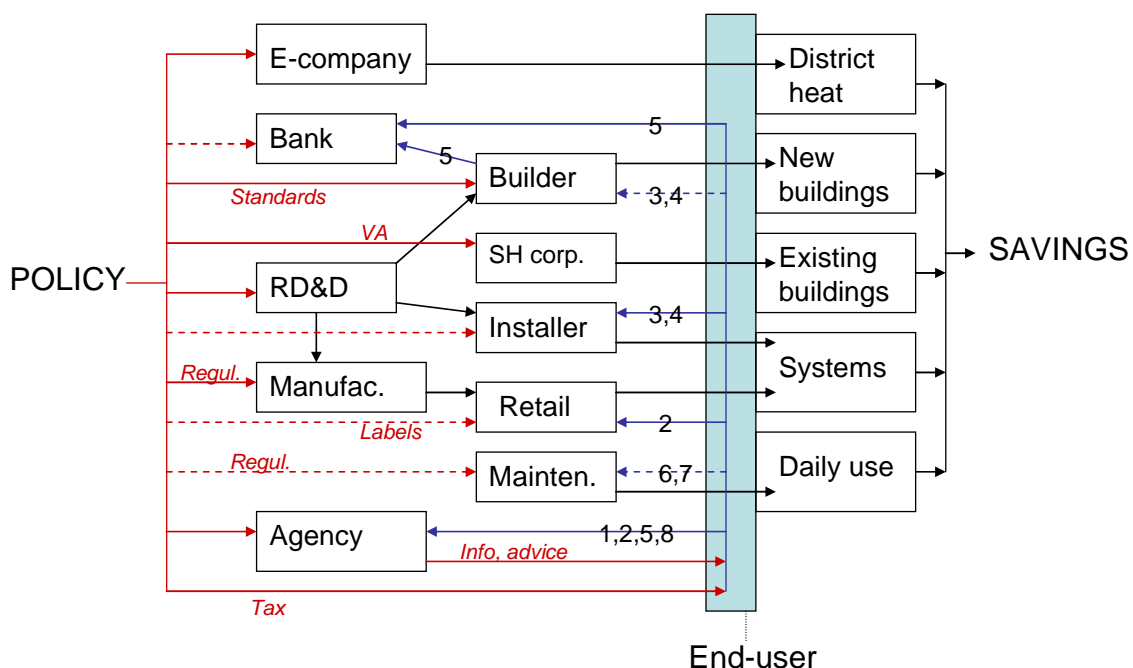 E-company
District
heat
Bank
5
5
New
buildings
Builder
Standards
3,4
VA
SH corp.
Existing
buildings
SAVINGS
POLICY
RD&D
Installer
3,4
Systems
Regul.
Manufac.
Retail
Labels
2
Regul.
Mainten.
6,7
Daily use
Agency
1,2,5,8
Info, advice
Tax
End-user